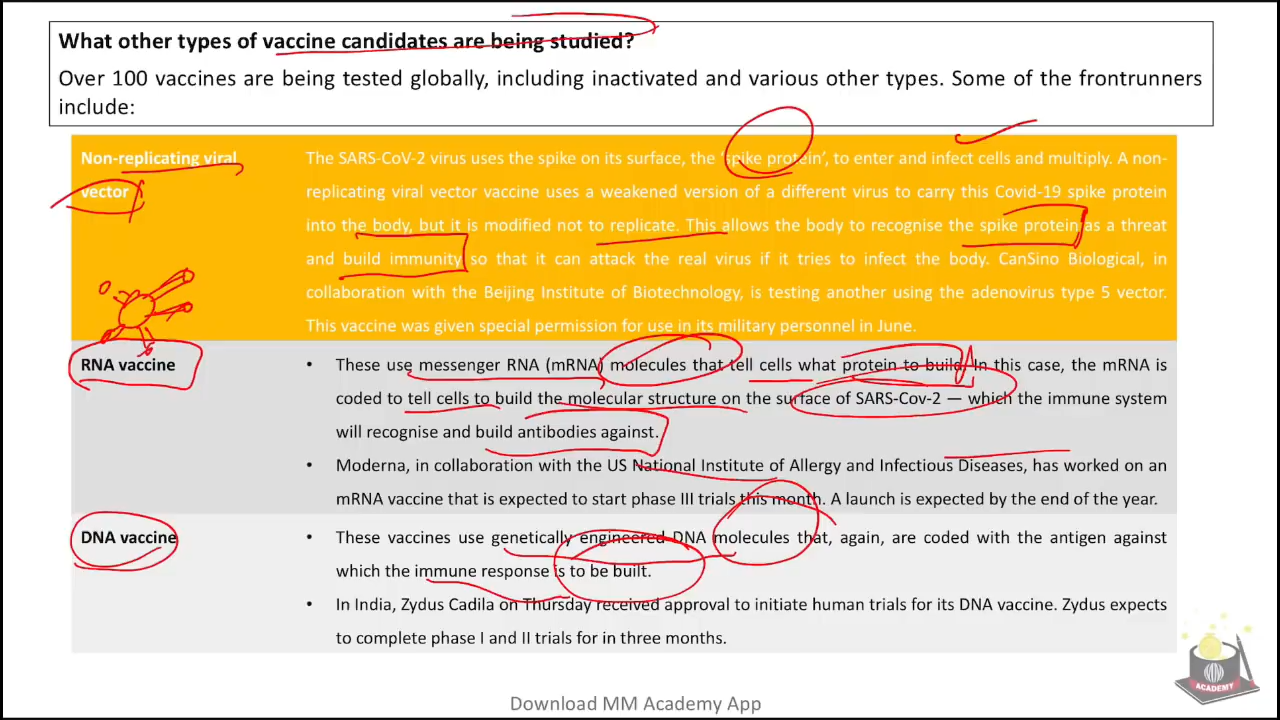 What other types of vaccine candidates are being studied?
Over 100 vaccines are being tested globally, including inactivated and various other types. Some of the frontrunners
include:
Non-replicating viral
vector
The SARS-CoV-2 virus uses the spike on its surface, the ‘spike protein’, to enter and infect cells and multiply. A non-
replicating viral vector vaccine uses a weakened version of a different virus to carry this Covid-19 spike protein
into the body, but it is modified not to replicate. This allows the body to recognise the spike protein as a threat
and build immunity so that it can attack the real virus if it tries to infect the body. CanSino Biological, in
collaboration with the Beijing Institute of Biotechnology, is testing another using the adenovirus type 5 vector.
This vaccine was given special permission for use in its military personnel in June.
RNA vaccine
• These use messenger RNA (mRNA) molecules that tell cells what protein to build. In this case, the mRNA is
coded to tell cells to build the molecular structure on the surface of SARS-Cov-2 — which the immune system
will recognise and build antibodies against.
• Moderna, in collaboration with the US National Institute of Allergy and Infectious Diseases, has worked on an
mRNA vaccine that is expected to start phase III trials this month. A launch is expected by the end of the year.
DNA vaccine
• These vaccines use genetically engineered DNA molecules that, again, are coded with the antigen against
which the immune response is to be built.
• In India, Zydus Cadila on Thursday received approval to initiate human trials for its DNA vaccine. Zydus expects
to complete phase I and II trials for in three months.
ACADEMY
Download MM Academy App